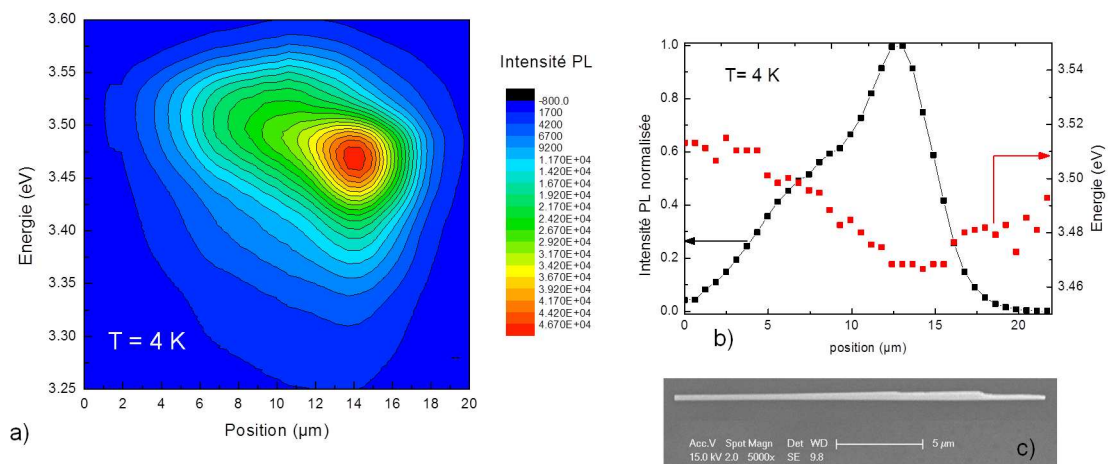 3.60
3.55
3.50
3.45
3.40
3.35
3.30
3.25
Energie (eV)
T = 4 K
0 2 4 6 8 10 12 14 16 18 20
Position (µm)
a)
Intensité PL
-800.0
1700
4200
6700
9200
1.170E+04
1.420E+04
1.670E+04
1.920E+04
2.170E+04
2.420E+04
2.670E+04
2.920E+04
3.170E+04
3.420E+04
3.670E+04
3.920E+04
4.170E+04
4.420E+04
4.670E+04
1.0
0.8
0.6
0.4
0.2
0.0
Intensité PL normalisée
T= 4 K
3.54
3.52
3.50
3.48
3.46
Energie (eV)
0 5 10 15 20
position (µm)
b)
Acc.V Spot Magn Det WD
15.0 kV 2.0 5000x SE 9.8
5 µm
c)